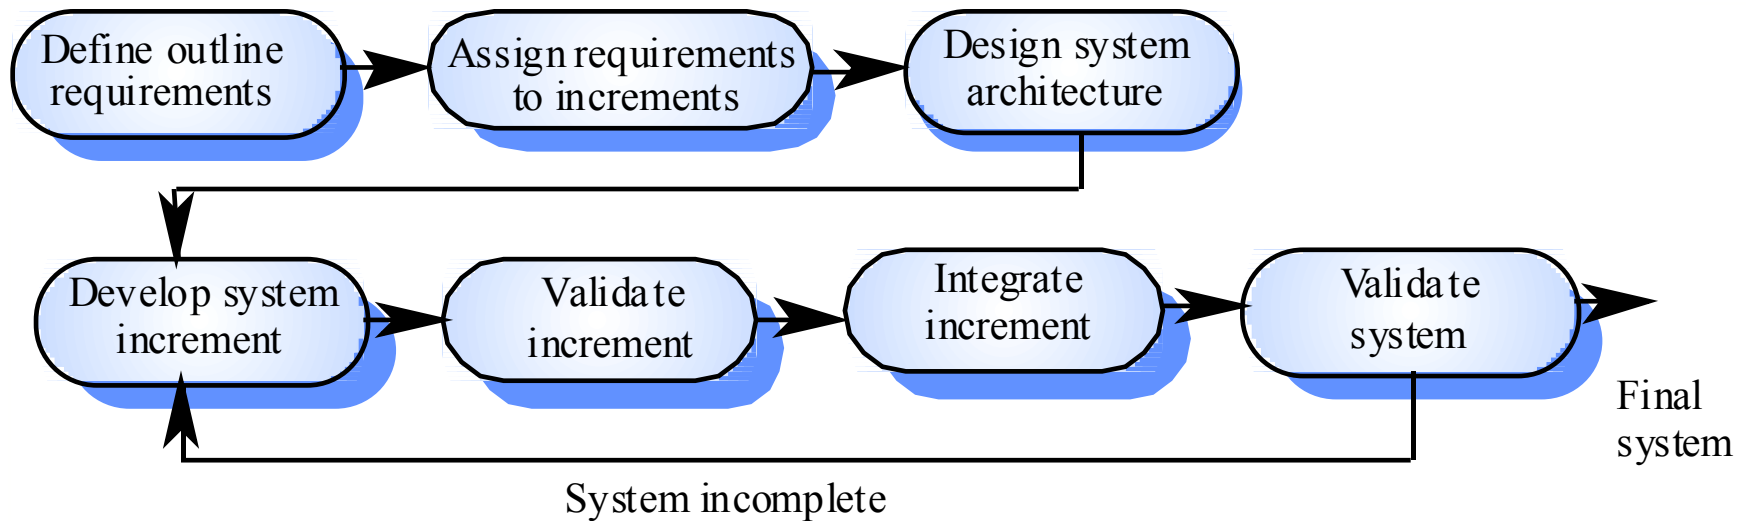 Define outline
requirements
Assign requirements
to increments
Design system
architecture
Develop system
increment
Validate
increment
Integrate
increment
Validate
system
Final
system
System incomplete